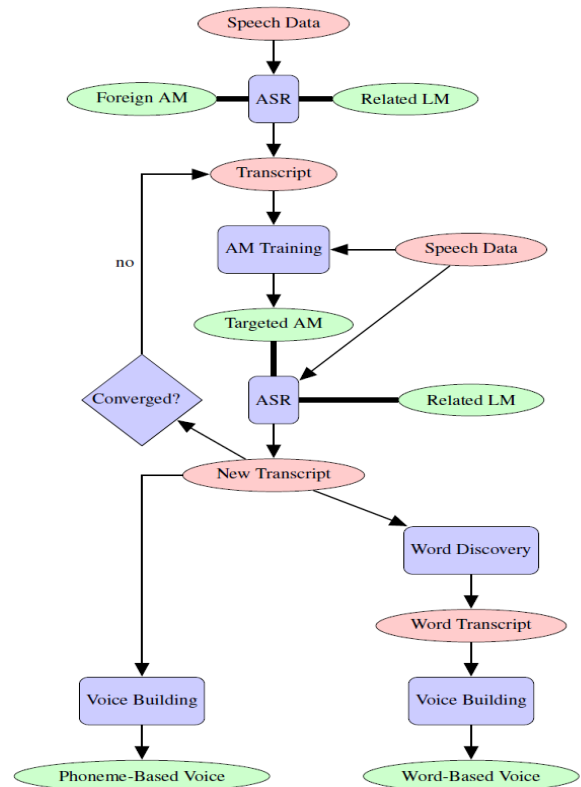 Speech Data
Foreign AM
ASR
Related LM
Transcript
AM Training
Speech Data
no
Targeted AM
Converged?
ASR
Related LM
New Transcript
Word Discovery
Word Transcript
Voice Building
Voice Building
Phoneme-Based Voice
Word-Based Voice